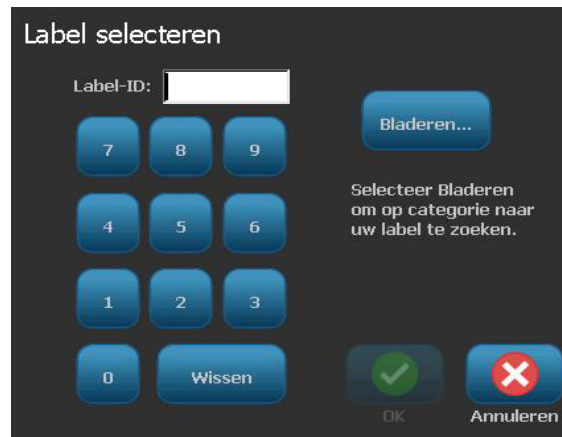 Label selecteren
Label-ID:
7 8 9
4 5 6
1 2 3
0 Wissen
Bladeren...
Selecteer Bladeren
om op categorie naar
uw label te zoeken.
OK
Annuleren